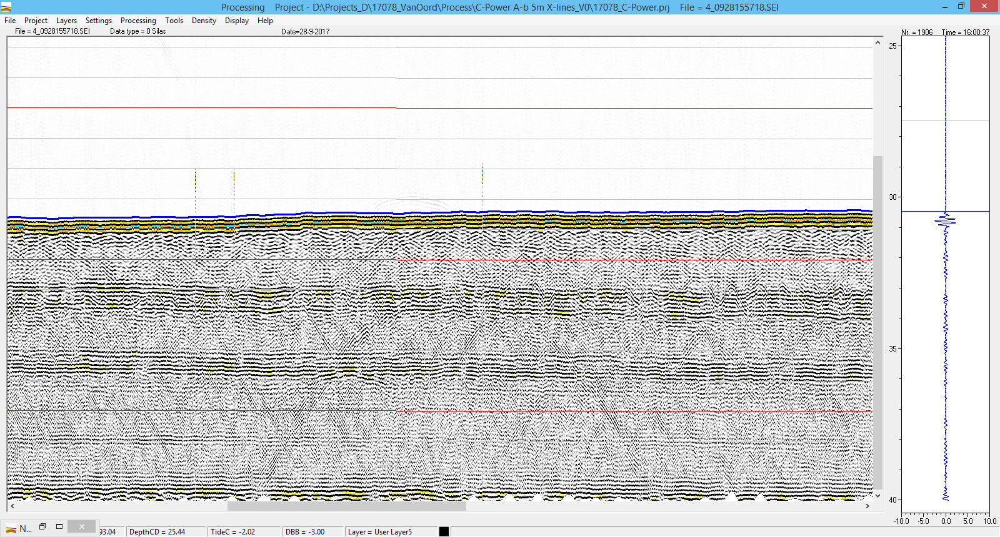 Processing Project - D:\Projects_D\17078_VanOord\Process\C-Power A-b 5m X-lines_V0\17078_C-Power.prj File = 4_0928155718.SEI
File Project Layers Settings Processing Tools Density Display Help
File = 4_0928155718.SEI Data type = 0 Silas Date=28-9-2017 Nr. = 1906 Time = 16:00:37
25
30
35
40
-10.0 -5.0 0.0 5.0 10.0
N... 93.04 DepthCD = 25.44 TideC = -2.02 DBB = -3.00 Layer = User Layer5